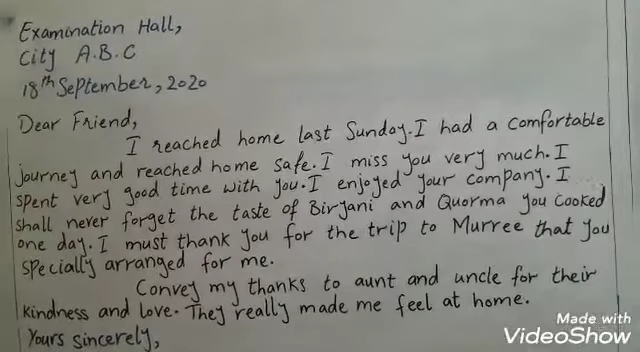 Examination Hall,
City A.B.C
18th September, 2020
Dear Friend,
I reached home last Sunday. I had a comfortable
journey and reached home safe. I miss you very much. I
spent very good time with you. I enjoyed your company. I
shall never forget the taste of Biryani and Quorma you cooked
one day. I must thank you for the trip to Murree that you
specially arranged for me.
Convey my thanks to aunt and uncle for their
kindness and love. They really made me feel at home.
Yours sincerely,
Made with
VideoShow